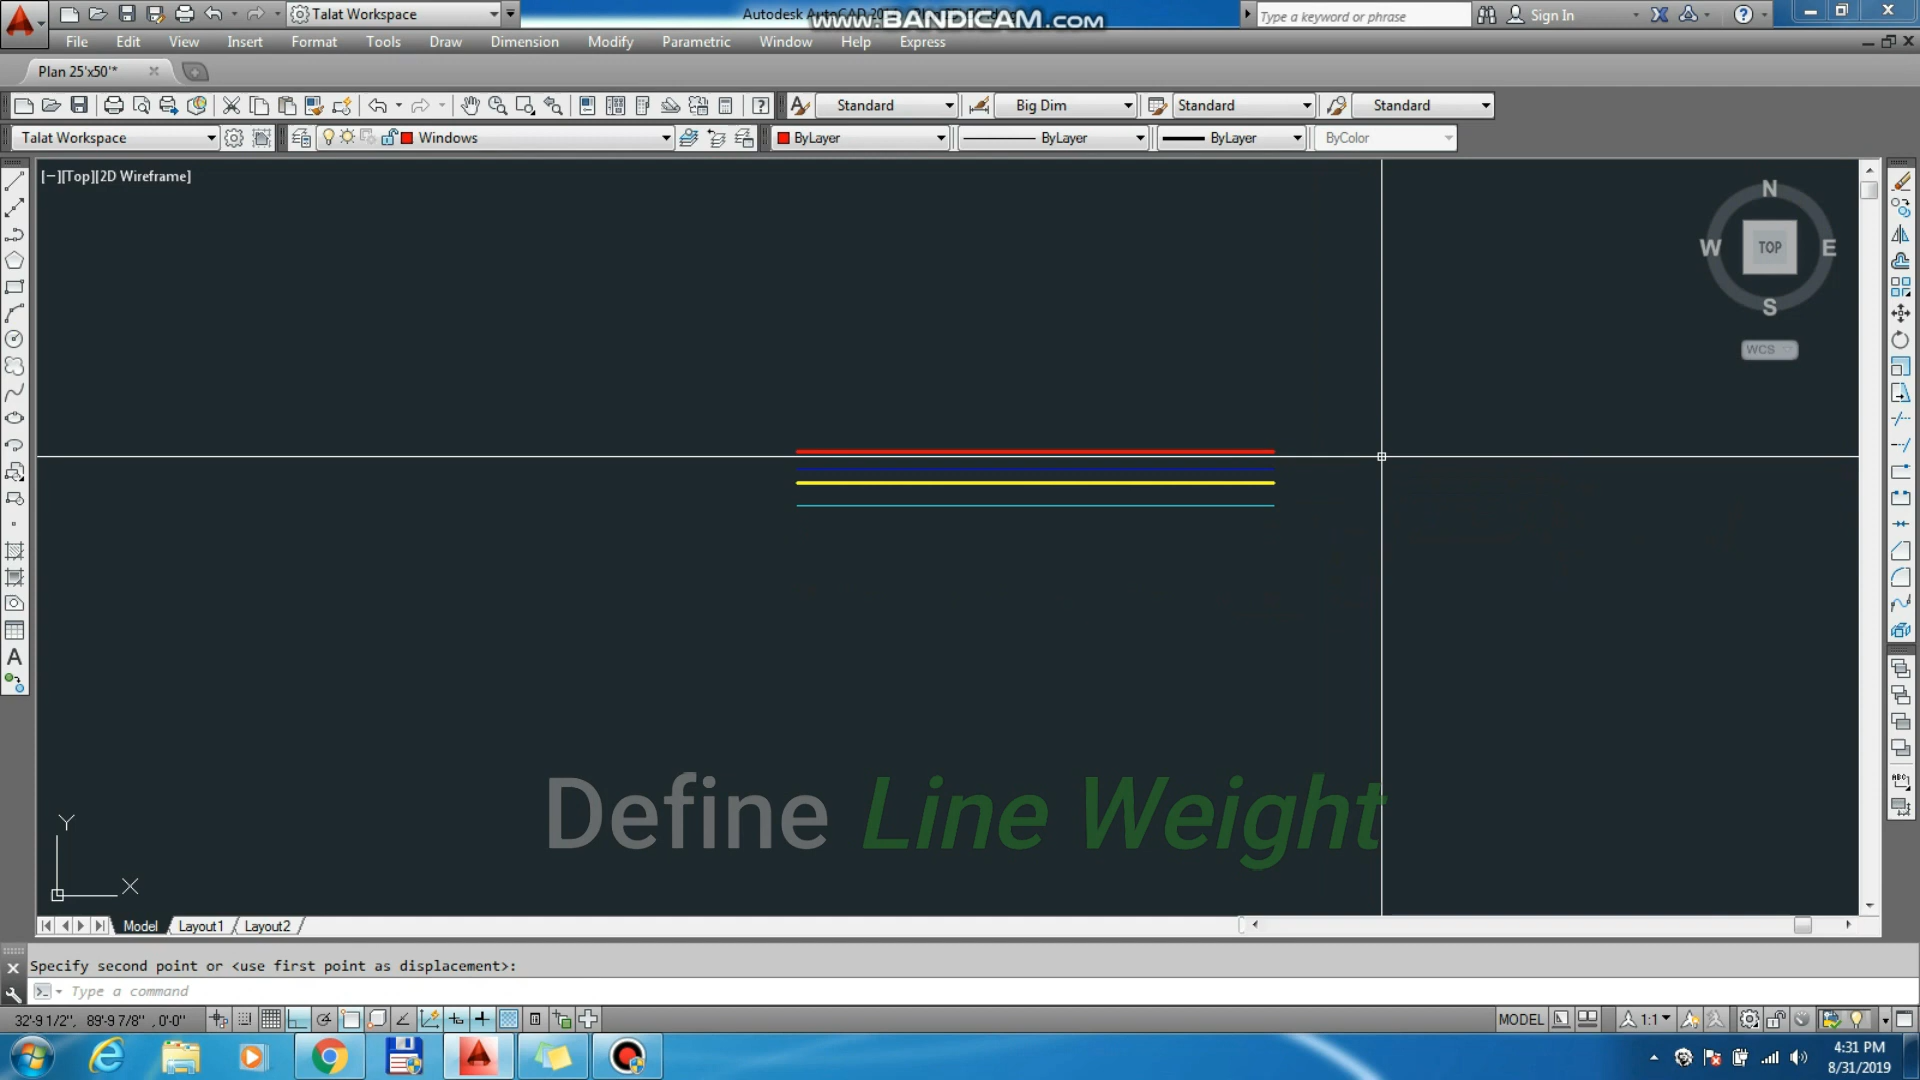 Talat Workspace
Autodesk AutoCAD 20
www.BANDICAM.com
Type a keyword or phrase
Sign In
File Edit View Insert Format Tools Draw Dimension Modify Parametric Window Help Express
Plan 25'x50'*
Standard Big Dim Standard Standard
Talat Workspace Windows ByLayer ByLayer ByLayer ByColor
[−][Top][2D Wireframe]
N
W TOP E
S
WCS
Define Line Weight
Y
X
Model Layout1 Layout2
Specify second point or <use first point as displacement>:
Type a command
32'-9 1/2", 89'-9 7/8" , 0'-0" MODEL 1:1
4:31 PM
8/31/2019